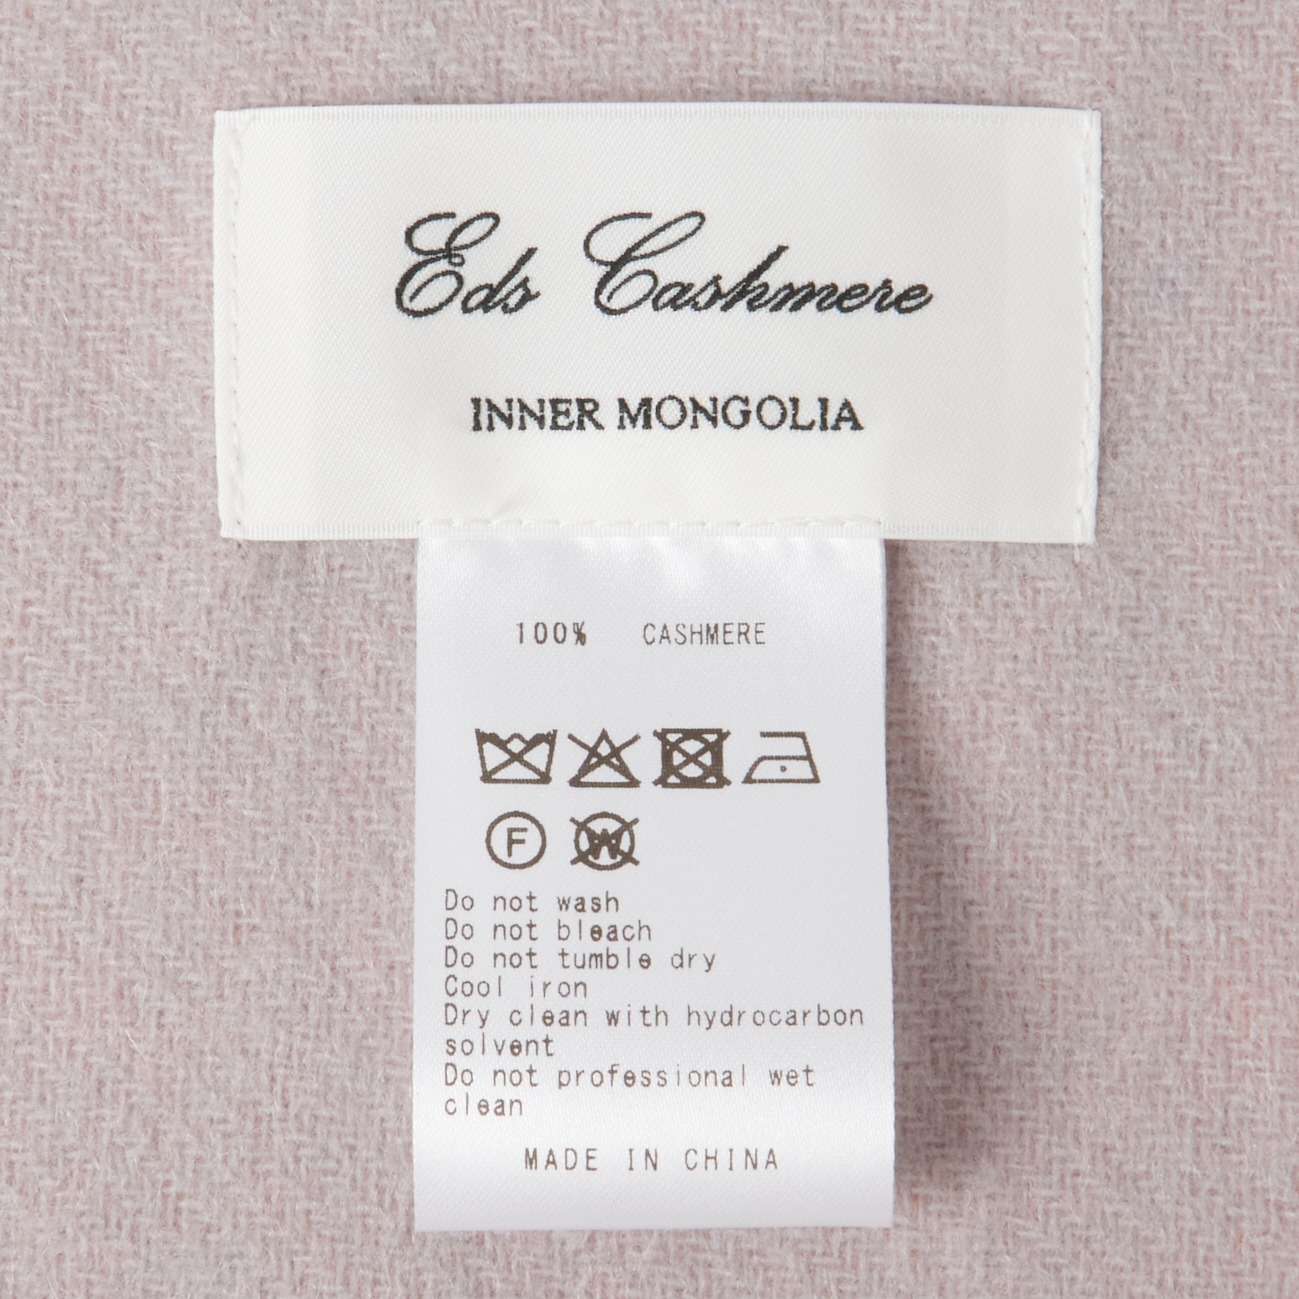 Eds Cashmere
INNER MONGOLIA
100% CASHMERE
F W
Do not wash
Do not bleach
Do not tumble dry
Cool iron
Dry clean with hydrocarbon
solvent
Do not professional wet
clean
MADE IN CHINA